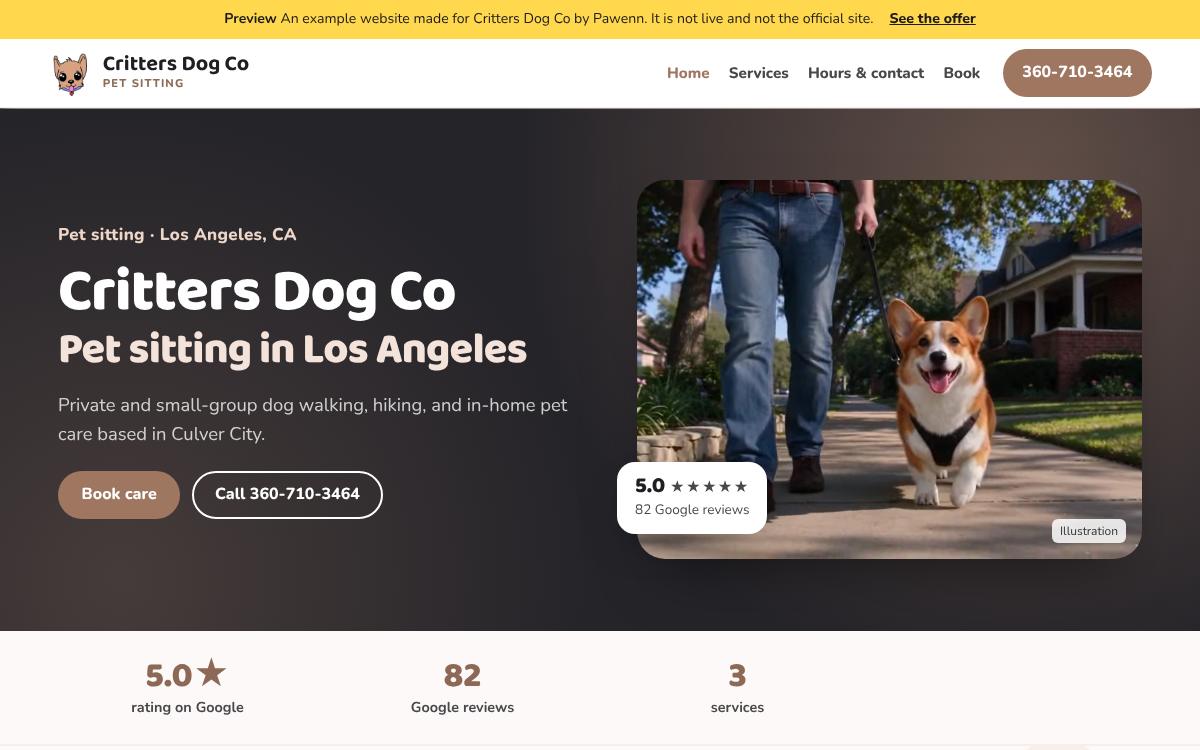 Preview An example website made for Critters Dog Co by Pawenn. It is not live and not the official site. See the offer
Critters Dog Co
PET SITTING
Home Services Hours & contact Book 360-710-3464
Pet sitting · Los Angeles, CA
Critters Dog Co
Pet sitting in Los Angeles
Private and small-group dog walking, hiking, and in-home pet
care based in Culver City.
Book care Call 360-710-3464
5.0 ★★★★★
82 Google reviews
Illustration
5.0★ 82 3
rating on Google Google reviews services